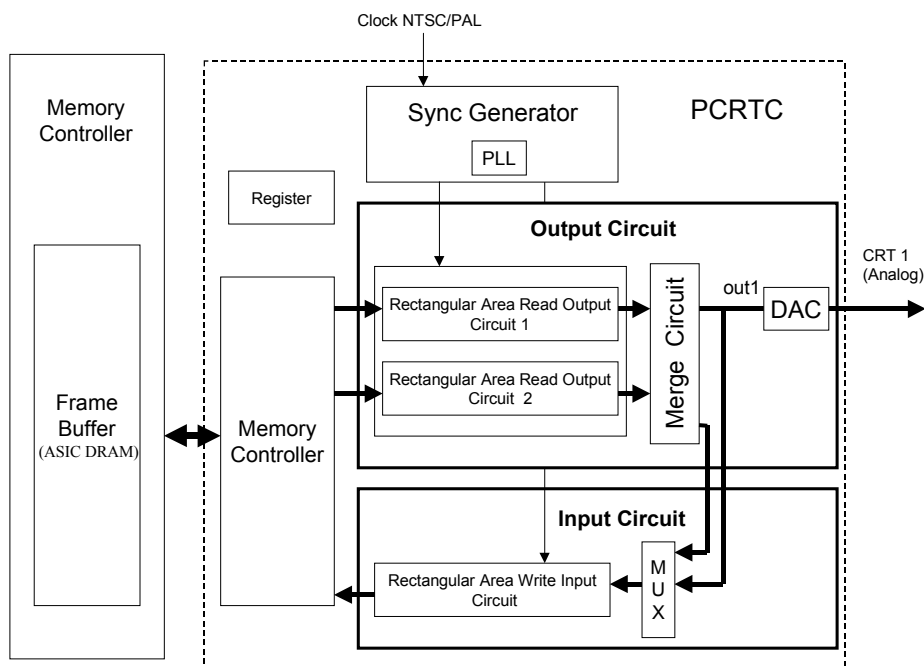 Clock NTSC/PAL
Memory
Controller
Sync Generator
PLL
PCRTC
Register
Output Circuit
CRT 1
(Analog)
Rectangular Area Read Output
Circuit 1
Rectangular Area Read Output
Circuit 2
Merge Circuit
out1
DAC
Frame
Buffer
(ASIC DRAM)
Memory
Controller
Input Circuit
Rectangular Area Write Input
Circuit
M
U
X